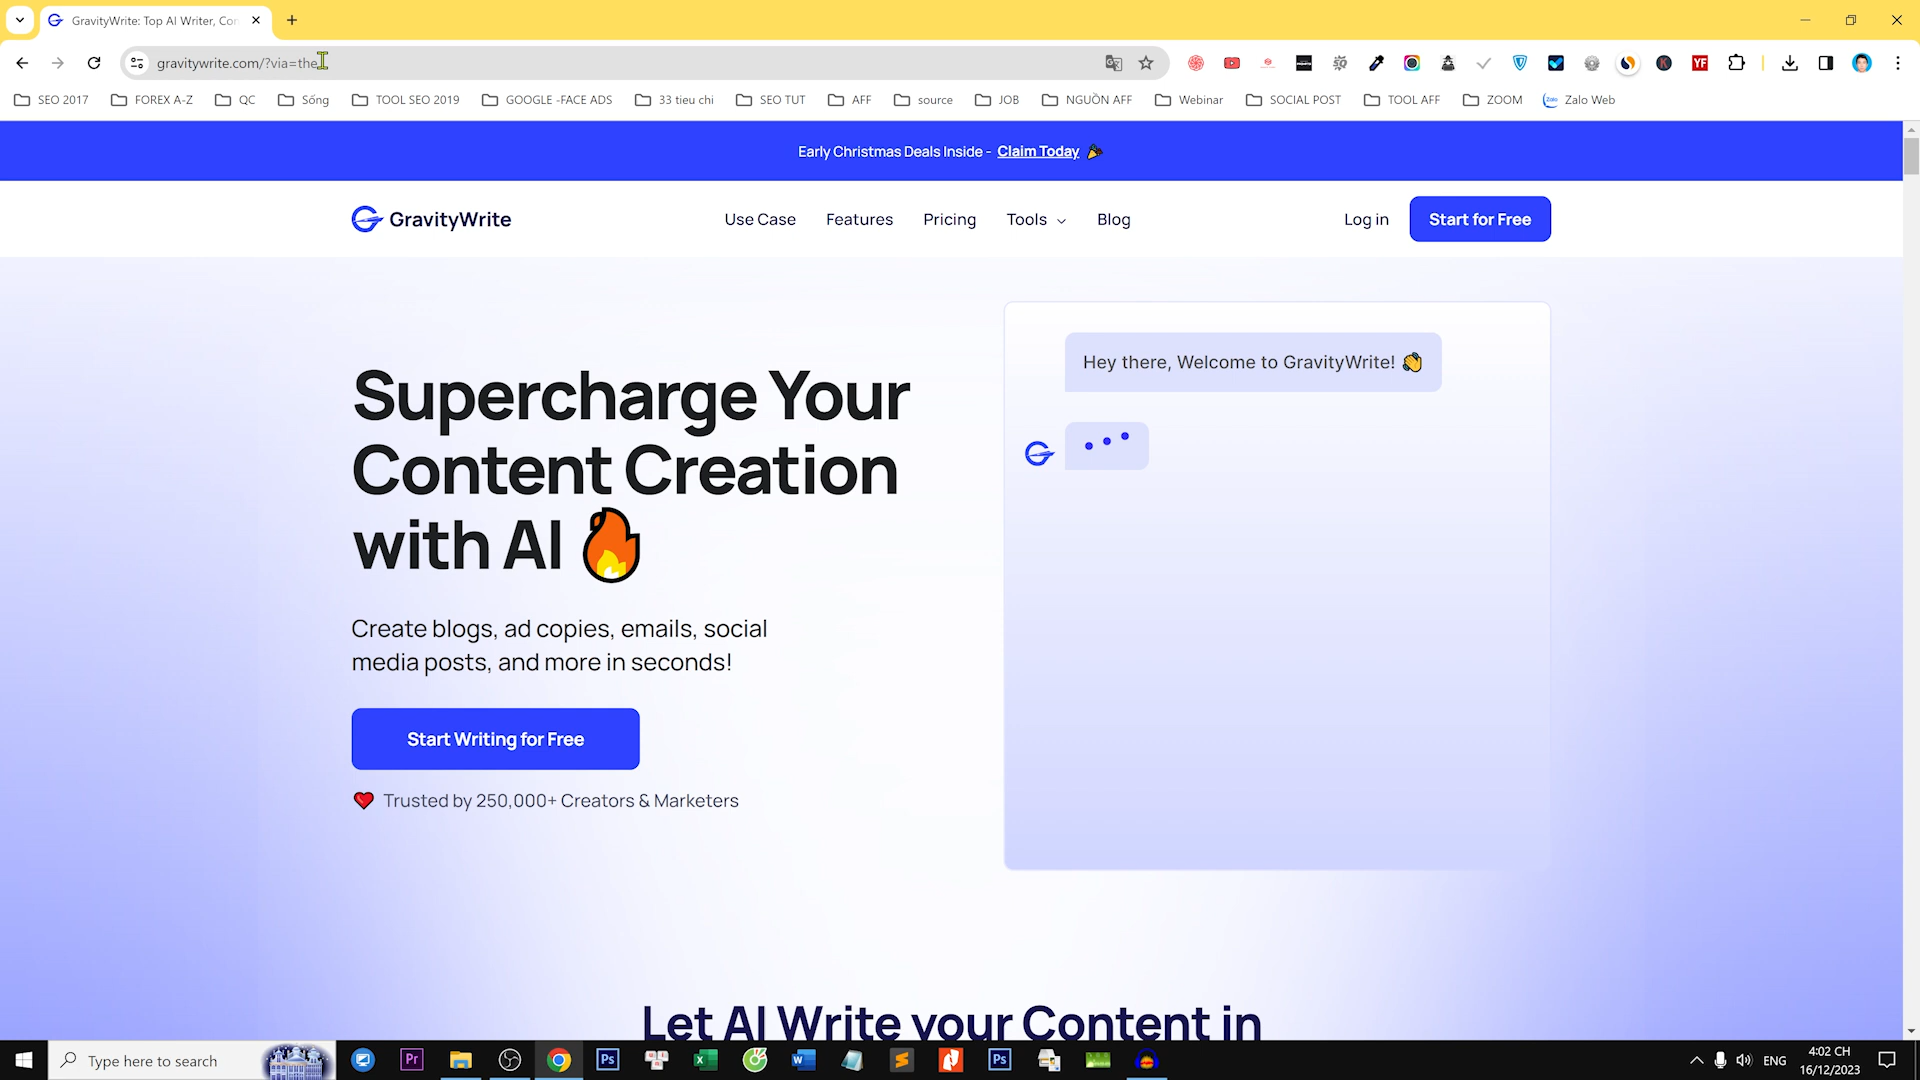 GravityWrite: Top AI Writer, Con
gravitywrite.com/?via=the
SEO 2017
FOREX A-Z
QC
Sống
TOOL SEO 2019
GOOGLE -FACE ADS
33 tieu chi
SEO TUT
AFF
source
JOB
NGUỒN AFF
Webinar
SOCIAL POST
TOOL AFF
ZOOM
Zalo Web
Early Christmas Deals Inside - Claim Today
GravityWrite
Use Case
Features
Pricing
Tools
Blog
Log in
Start for Free
Supercharge Your
Content Creation
with AI
Create blogs, ad copies, emails, social
media posts, and more in seconds!
Start Writing for Free
Trusted by 250,000+ Creators & Marketers
Hey there, Welcome to GravityWrite!
Let AI Write your Content in
Type here to search
ENG
4:02 CH
16/12/2023